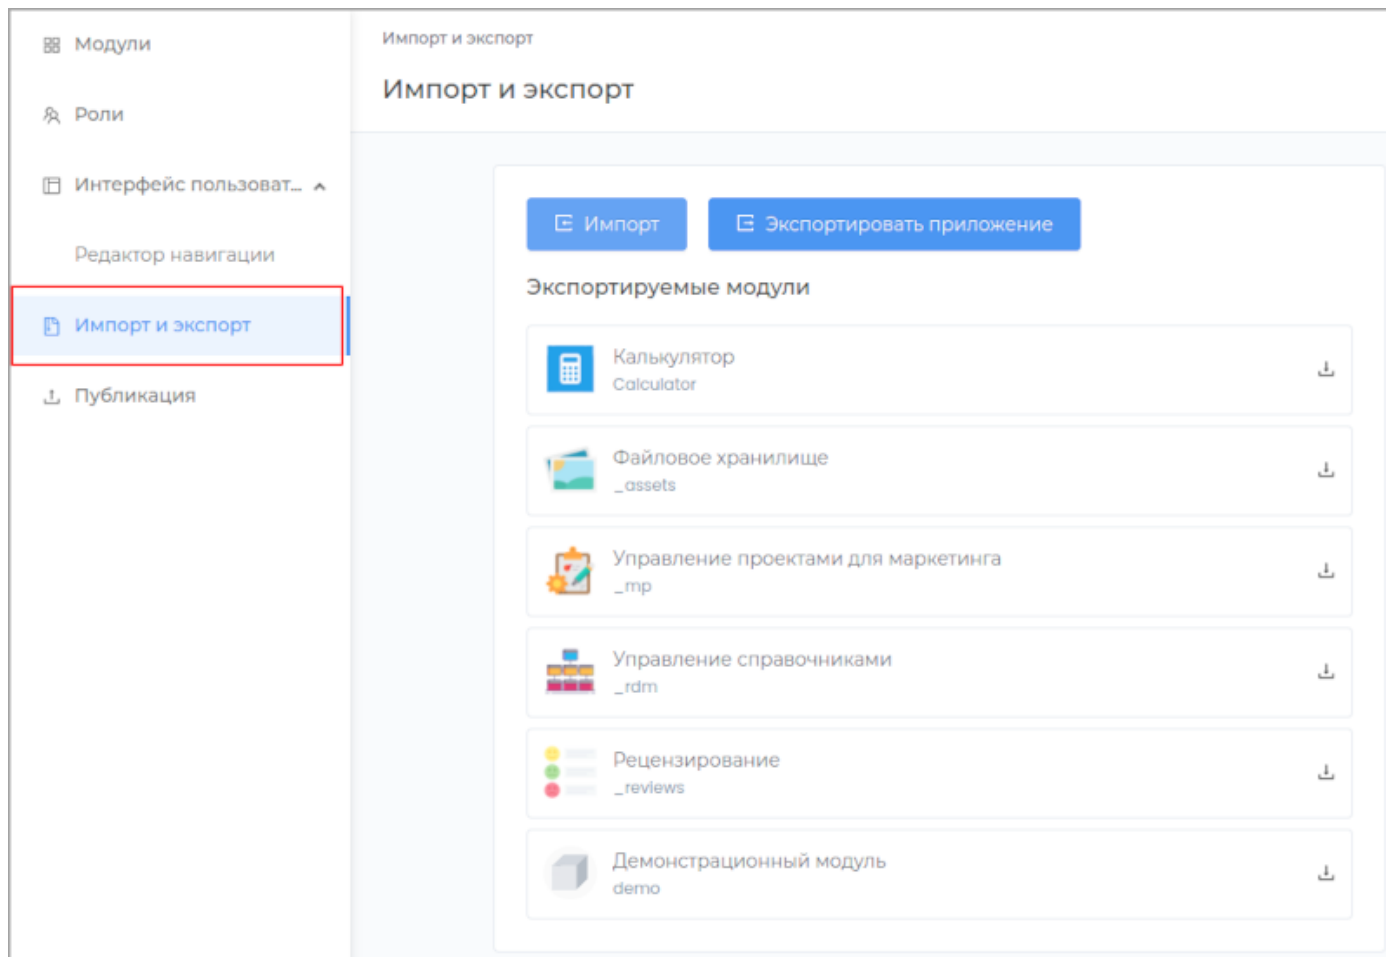 Модули
Роли
Интерфейс пользоват...
Редактор навигации
Импорт и экспорт
Публикация
Импорт и экспорт
Импорт и экспорт
Импорт
Экспортировать приложение
Экспортируемые модули
Калькулятор
Calculator
Файловое хранилище
_assets
Управление проектами для маркетинга
_mp
Управление справочниками
_rdm
Рецензирование
_reviews
Демонстрационный модуль
demo